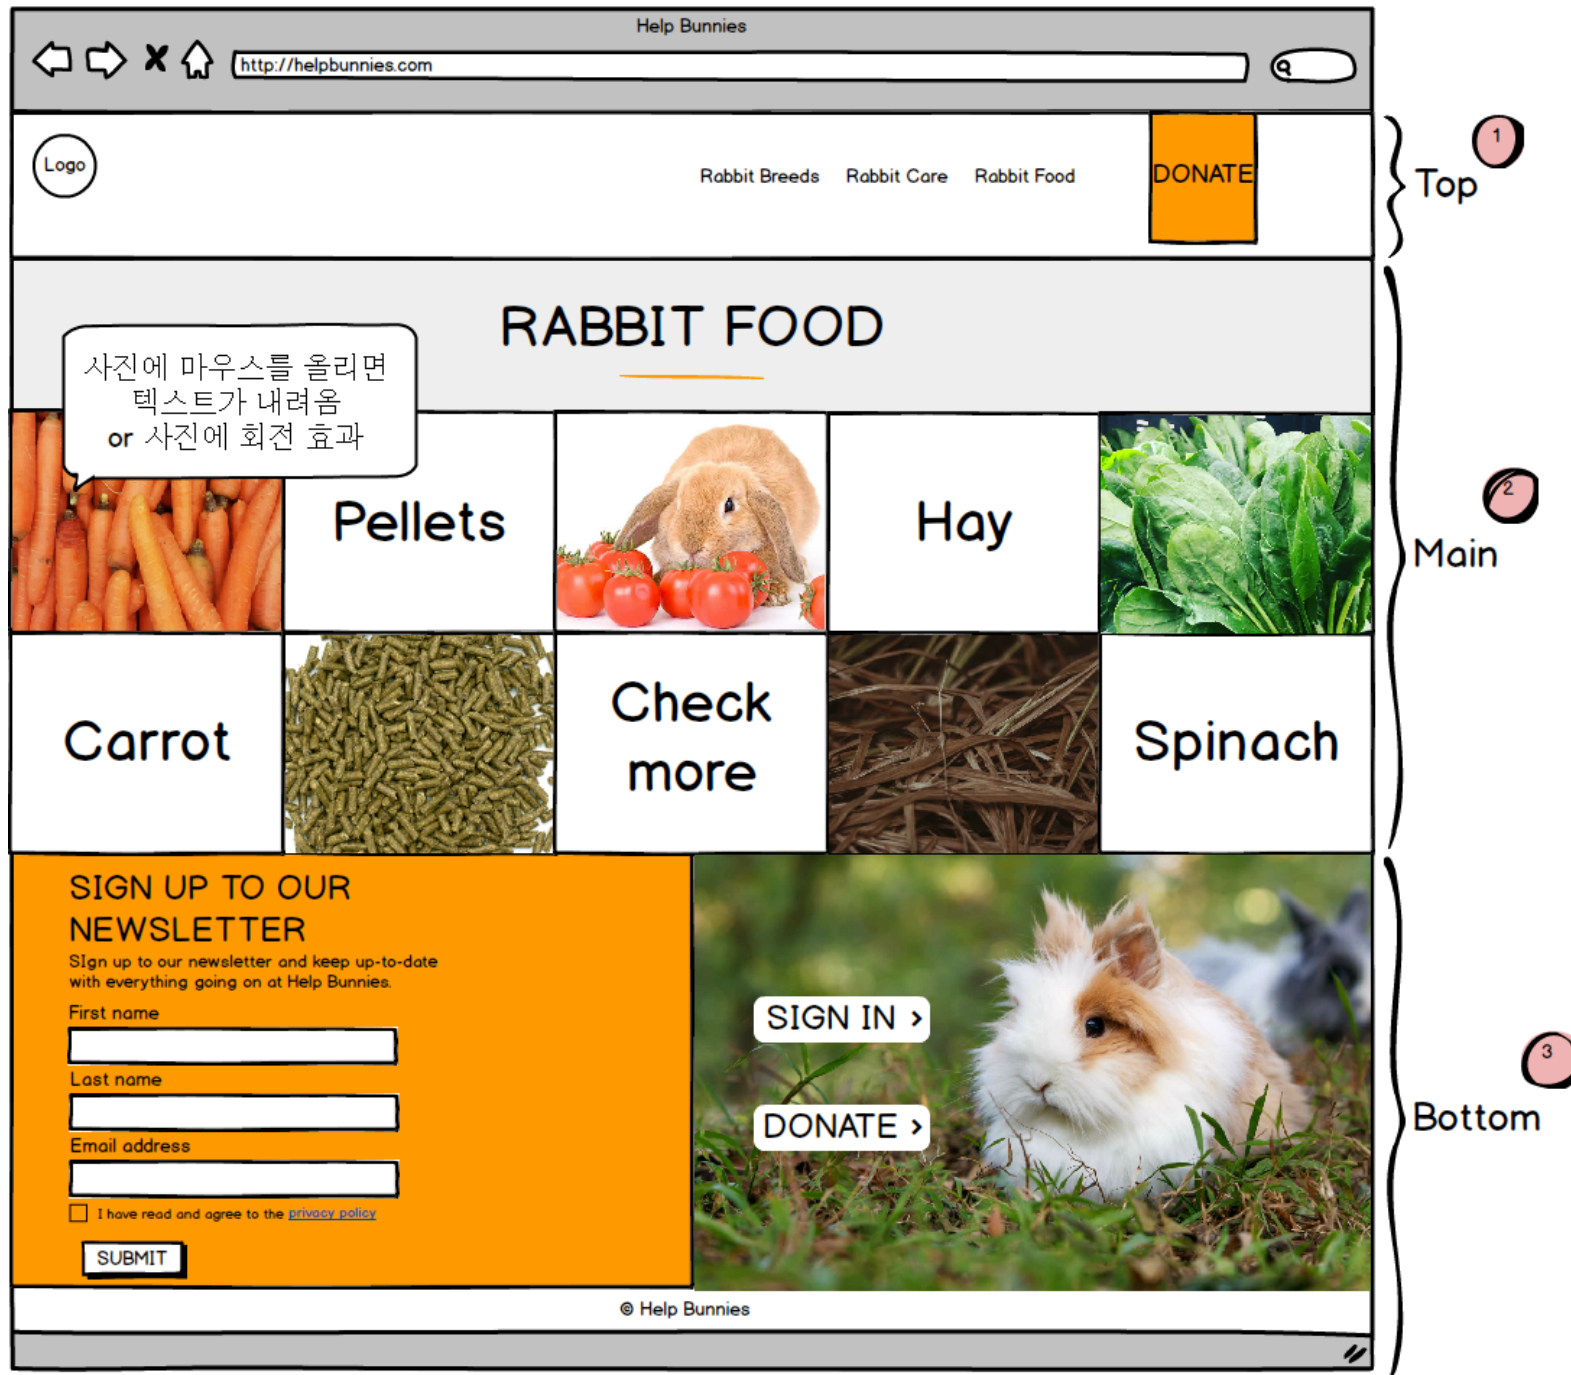 Help Bunnies
http://helpbunnies.com
Logo
Rabbit Breeds Rabbit Care Rabbit Food
DONATE
1
Top
RABBIT FOOD
사진에 마우스를 올리면
텍스트가 내려옴
or 사진에 회전 효과
Pellets
Hay
2
Main
Carrot
Check
more
Spinach
SIGN UP TO OUR
NEWSLETTER
SIgn up to our newsletter and keep up-to-date
with everything going on at Help Bunnies.
First name
Last name
Email address
I have read and agree to the privacy policy
SUBMIT
SIGN IN >
DONATE >
3
Bottom
© Help Bunnies